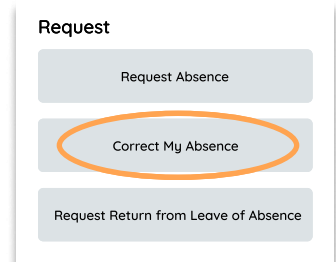 Request
Request Absence
Correct My Absence
Request Return from Leave of Absence